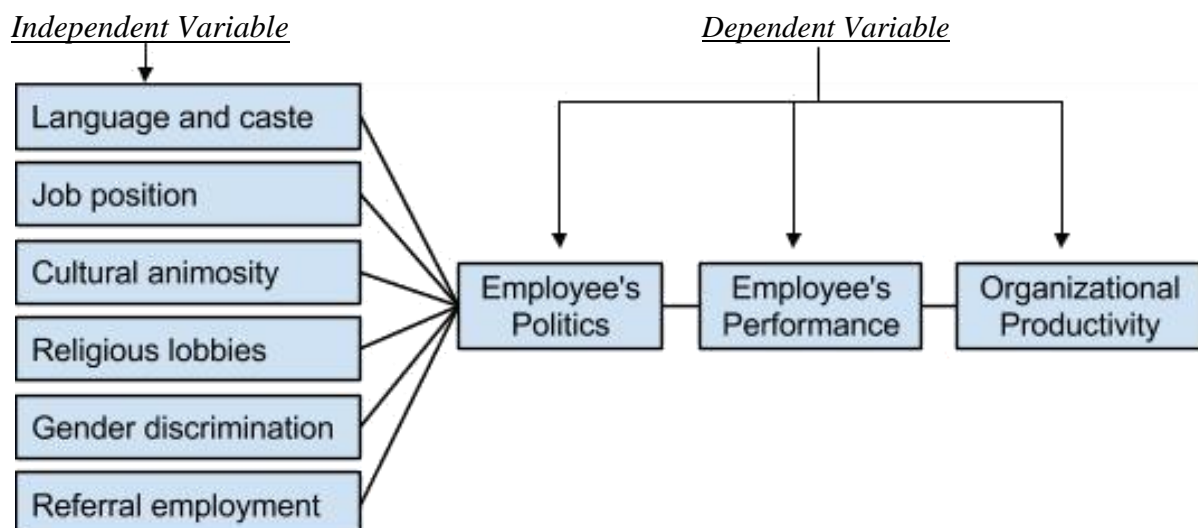 Independent Variable
Dependent Variable
Language and caste
Job position
Cultural animosity
Religious lobbies
Gender discrimination
Referral employment
Employee's
Politics
Employee's
Performance
Organizational
Productivity